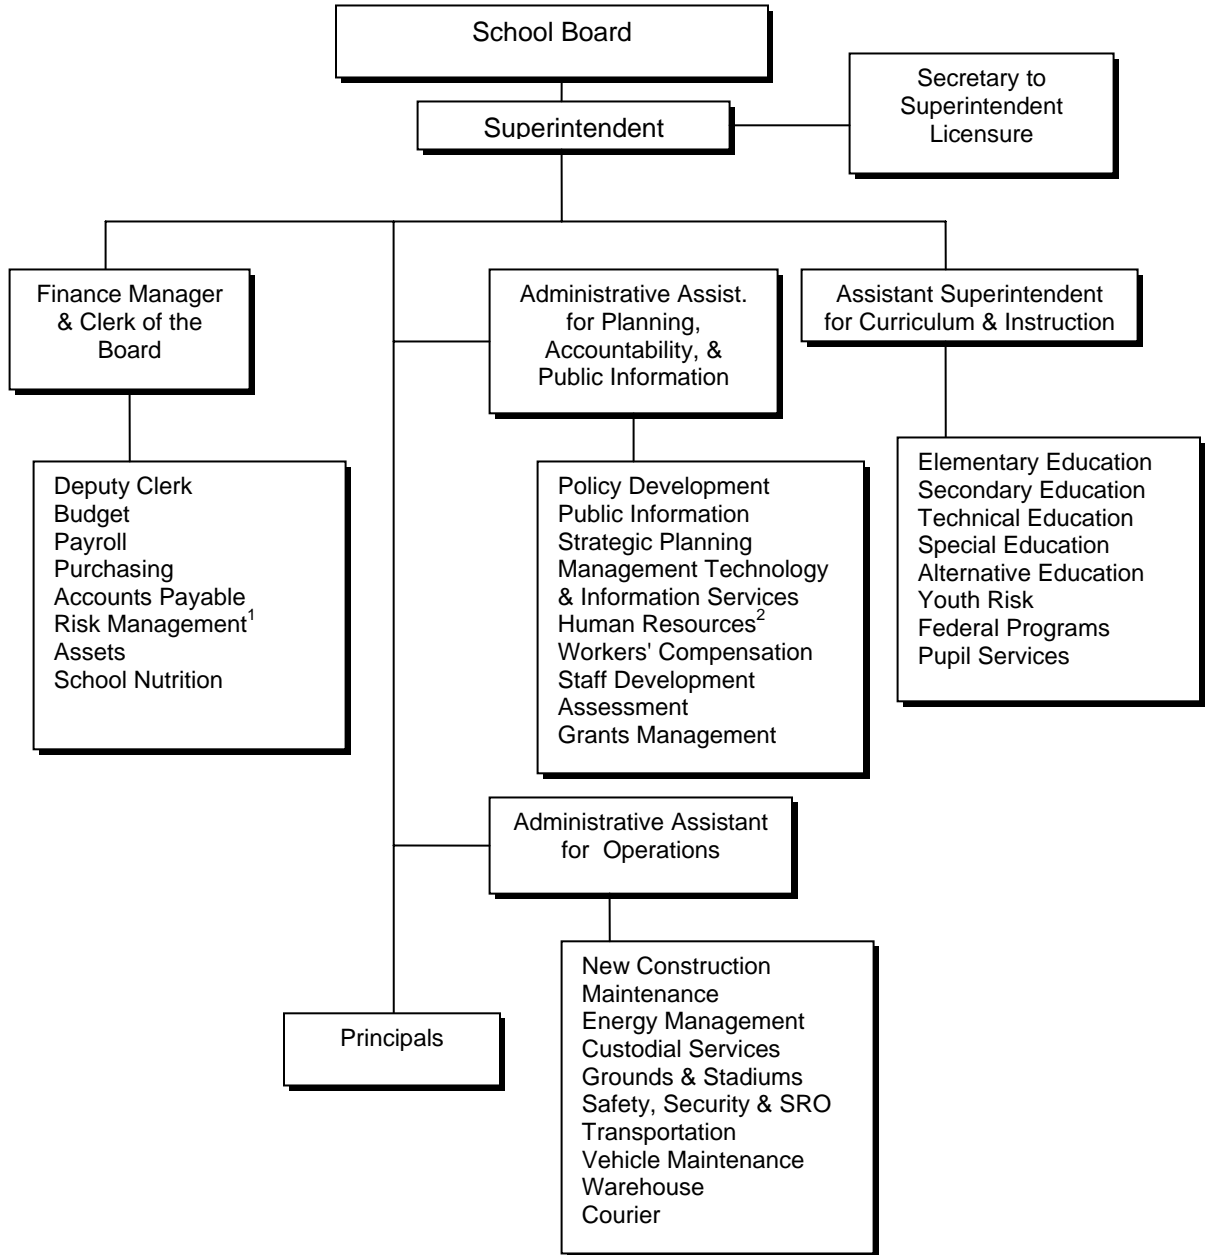 School Board
Superintendent
Secretary to
Superintendent
Licensure
Finance Manager
& Clerk of the
Board
Administrative Assist.
for Planning,
Accountability, &
Public Information
Assistant Superintendent
for Curriculum & Instruction
Deputy Clerk
Budget
Payroll
Purchasing
Accounts Payable
Risk Management1
Assets
School Nutrition
Policy Development
Public Information
Strategic Planning
Management Technology
& Information Services
Human Resources2
Workers' Compensation
Staff Development
Assessment
Grants Management
Elementary Education
Secondary Education
Technical Education
Special Education
Alternative Education
Youth Risk
Federal Programs
Pupil Services
Administrative Assistant
for Operations
Principals
New Construction
Maintenance
Energy Management
Custodial Services
Grounds & Stadiums
Safety, Security & SRO
Transportation
Vehicle Maintenance
Warehouse
Courier